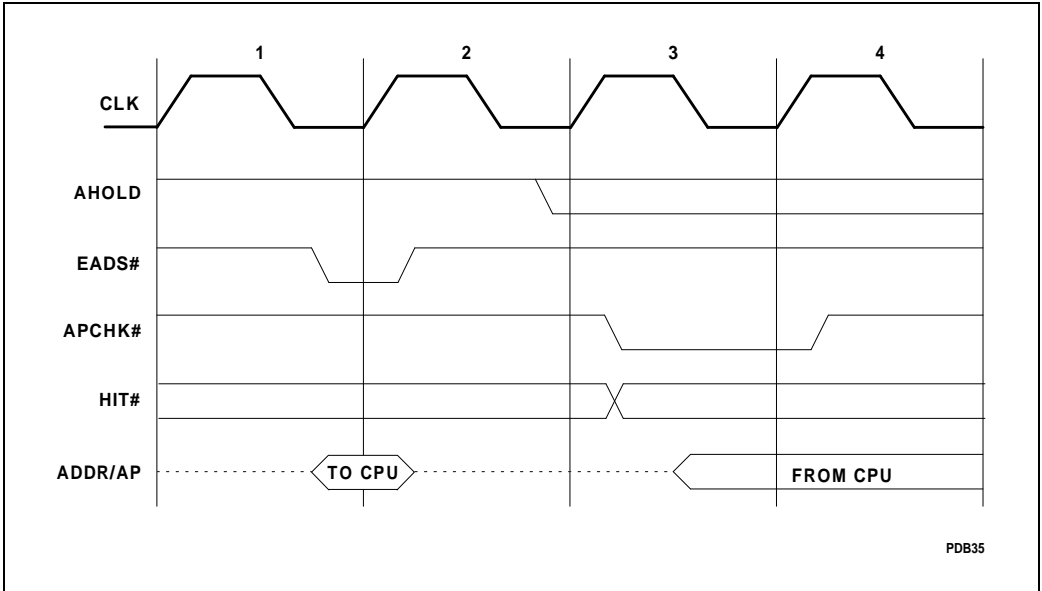 1 2 3 4
CLK
AHOLD
EADS#
APCHK#
HIT#
ADDR/AP TO CPU FROM CPU
PDB35